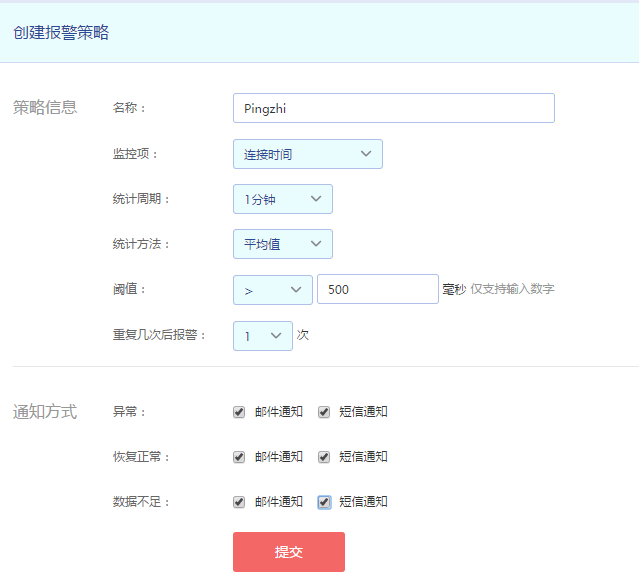 创建报警策略
策略信息 名称： Pingzhi
监控项： 连接时间
统计周期： 1分钟
统计方法： 平均值
阈值： > 500 毫秒 仅支持输入数字
重复几次后报警： 1 次
通知方式 异常： 邮件通知 短信通知
恢复正常： 邮件通知 短信通知
数据不足： 邮件通知 短信通知
提交